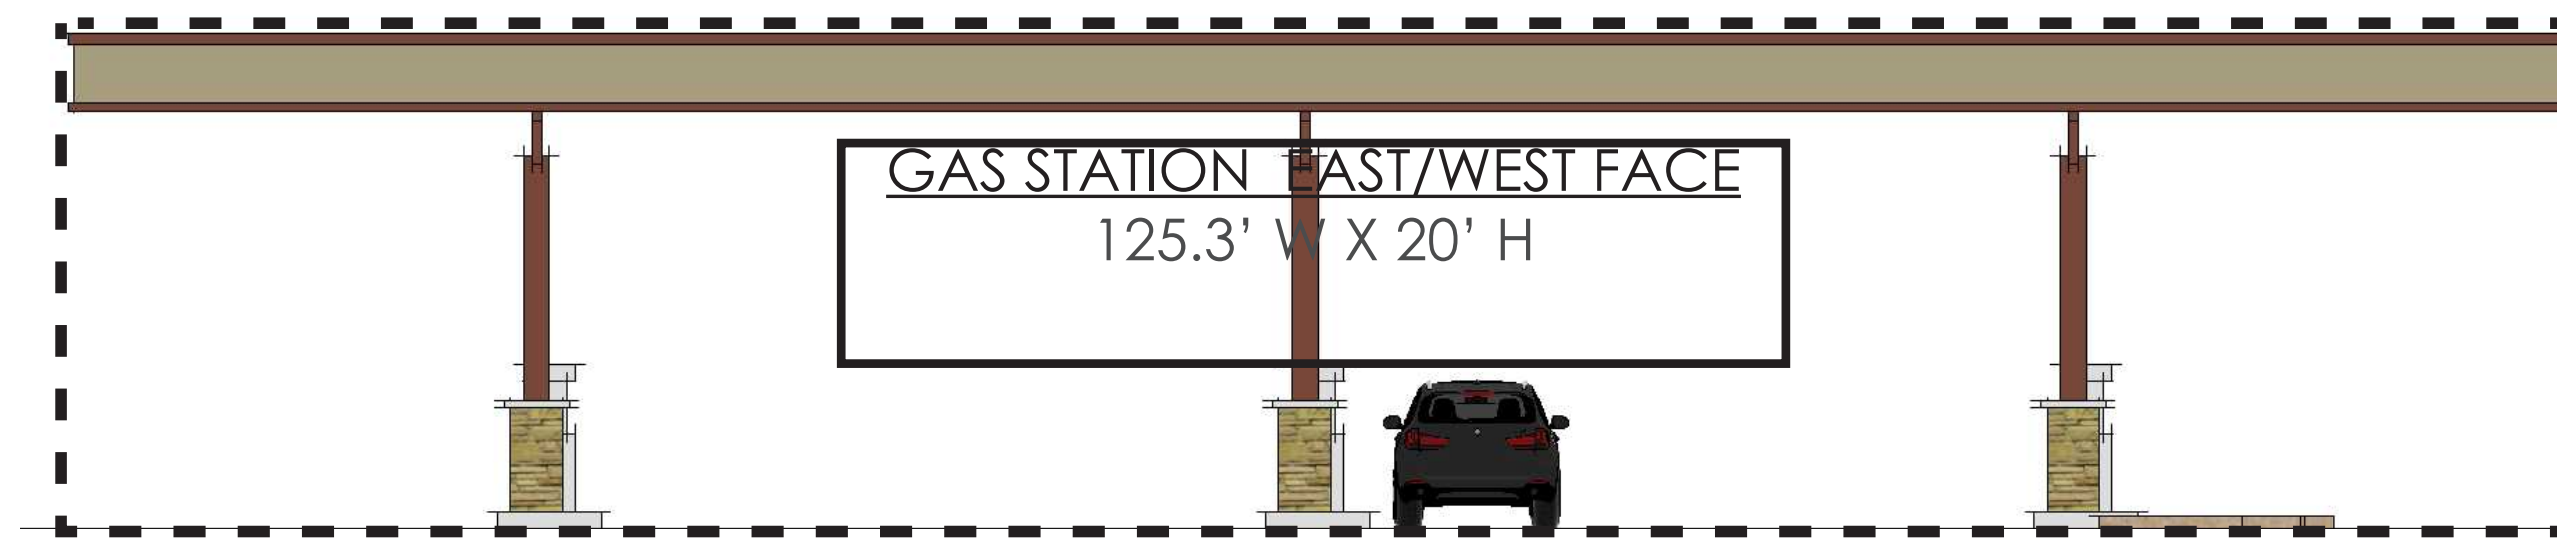 GAS STATION EAST/WEST FACE
125.3’ W X 20’ H